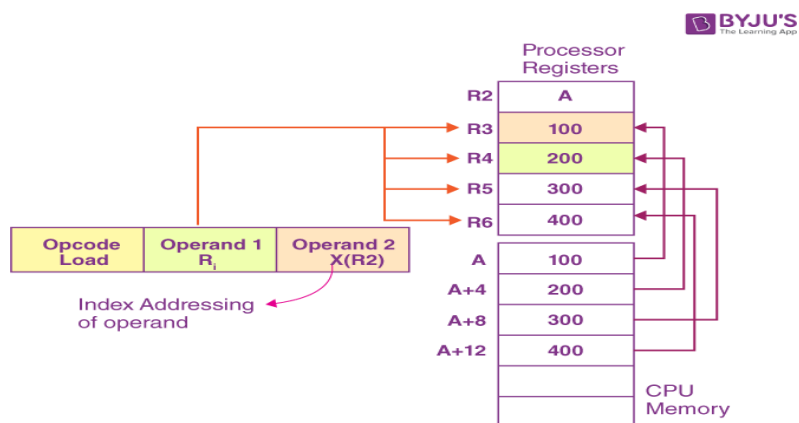 BYJU'S
The Learning App
Processor
Registers
R2 A
R3 100
R4 200
R5 300
R6 400
Opcode
Load
Operand 1
Ri
Operand 2
X(R2)
A 100
A+4 200
A+8 300
A+12 400
Index Addressing
of operand
CPU
Memory